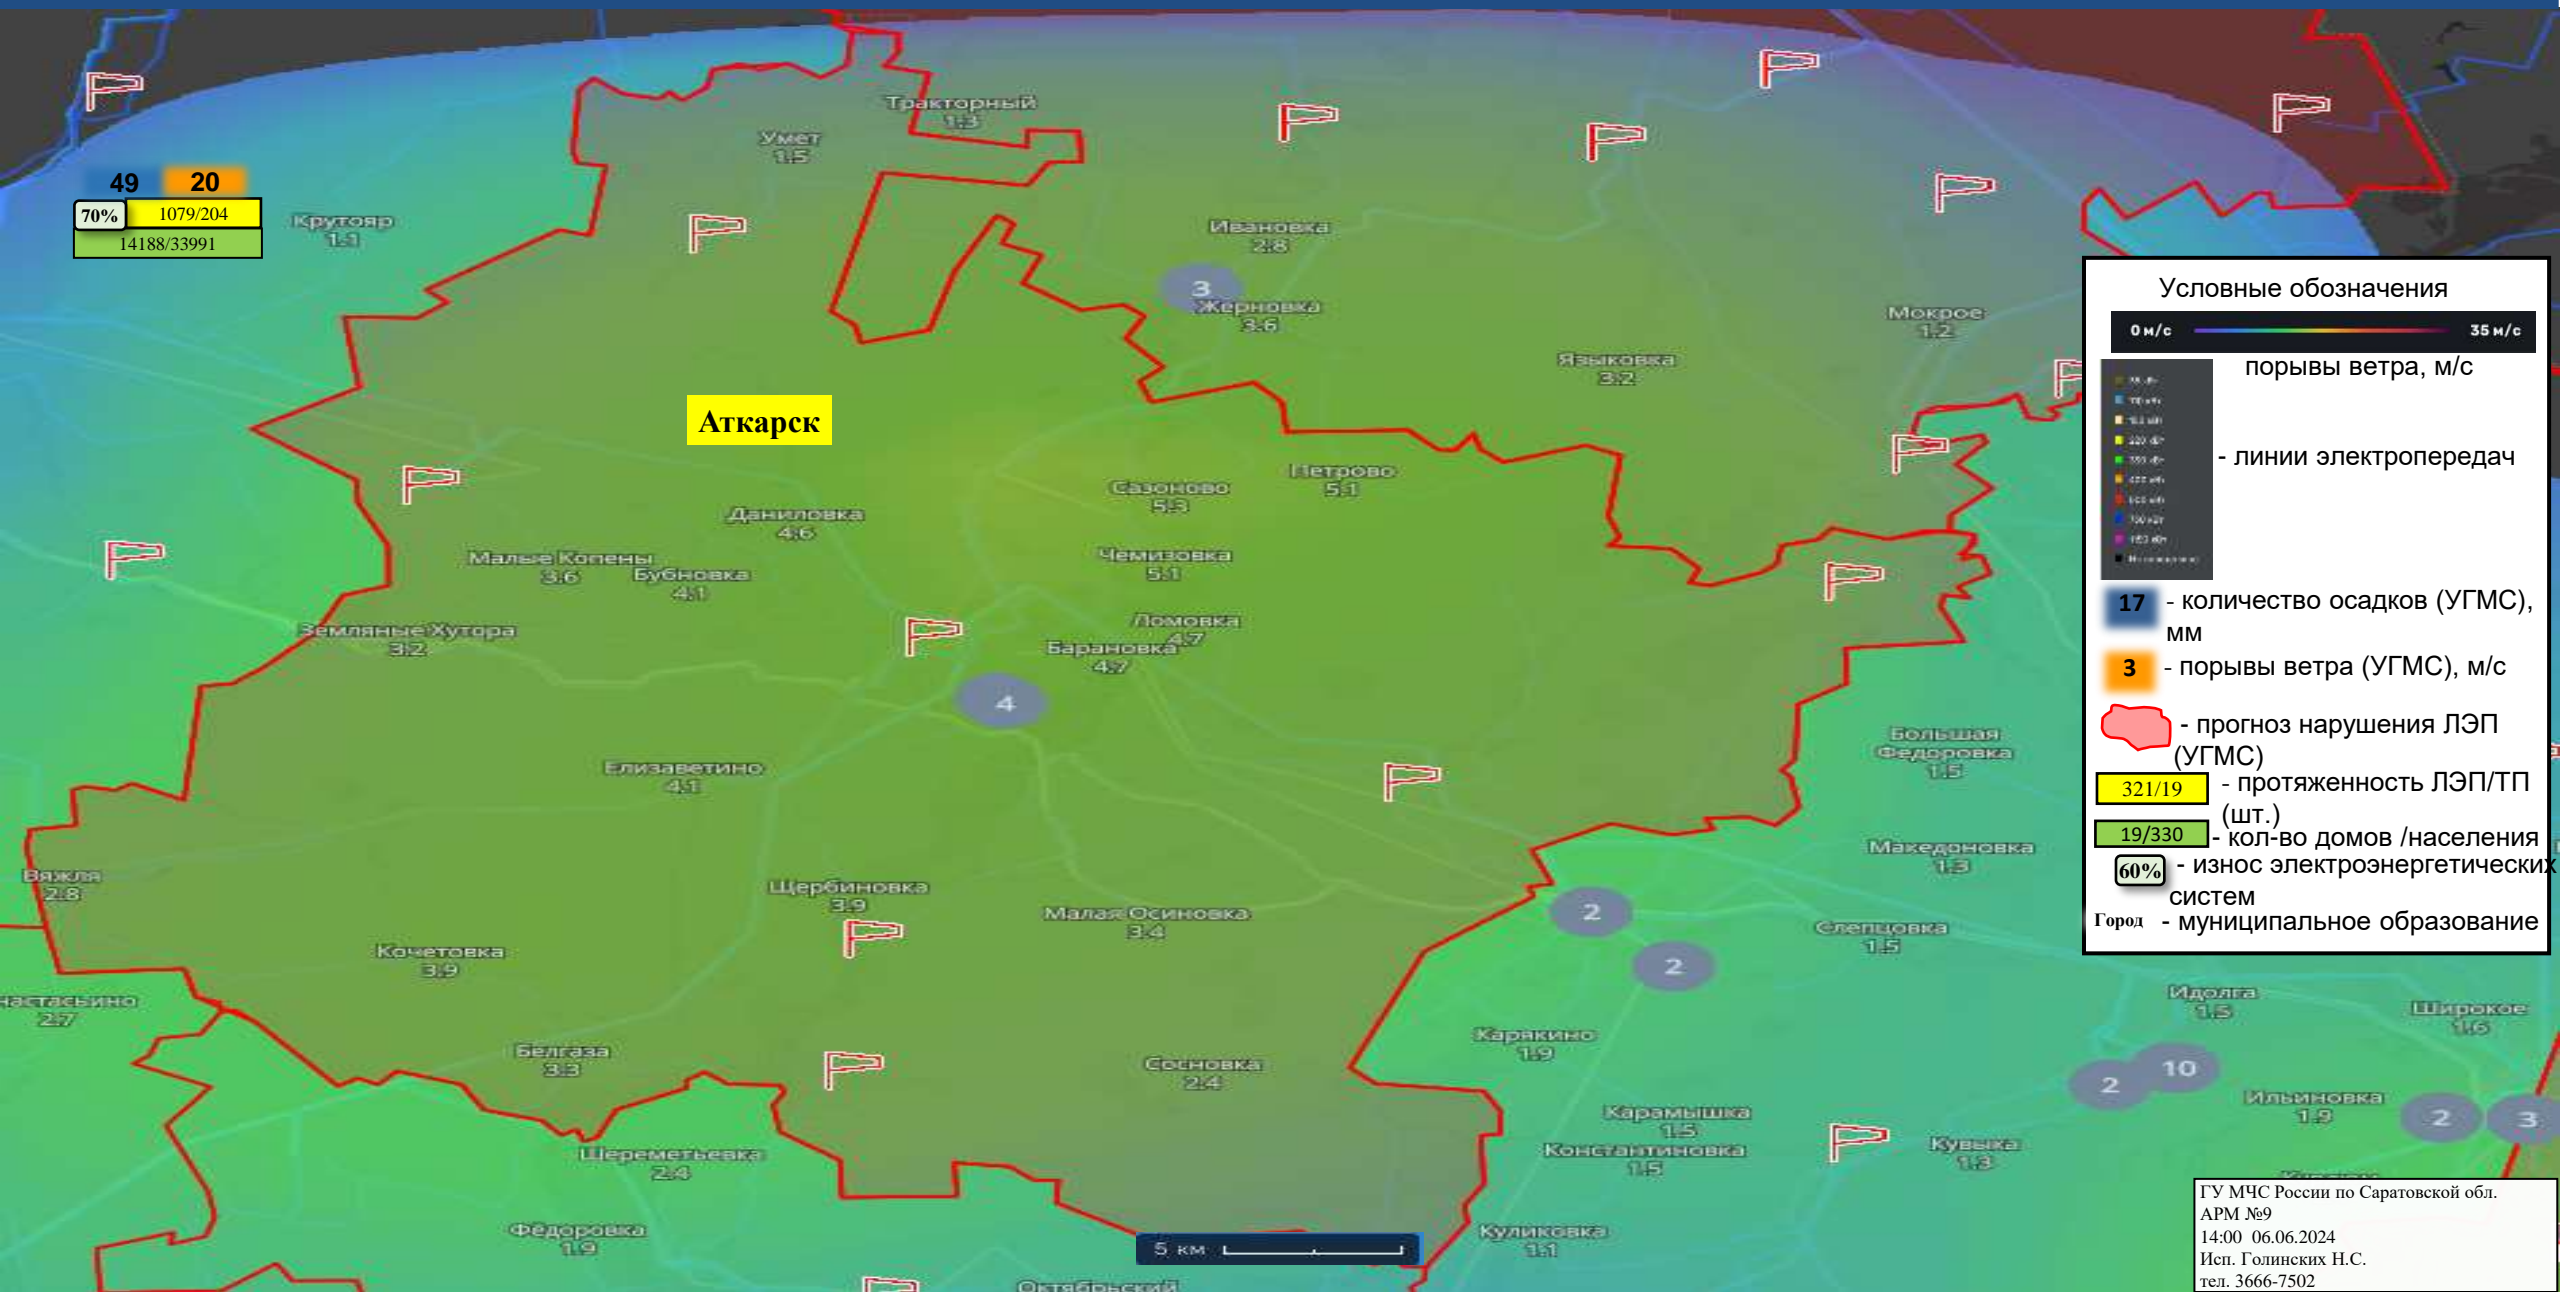 Тракторный
1.3
Умет
1.5
49 20
70% 1079/204
14188/33991
Крутояр
1.1
Ивановка
2.8
3
Жерновка
3.6
Мокрое
1.2
Языковка
3.2
Аткарск
Петрово
5.1
Сазоново
5.3
Даниловка
4.6
Чемизовка
5.1
Малые Копены
3.6
Бубновка
4.1
Ломовка
4.7
Земляные Хутора
3.2
Барановка
4.7
4
Большая
Федоровка
1.5
Елизаветино
4.1
Македоновка
1.3
Вяжля
2.8
Щербиновка
3.9
Малая Осиновка
3.4
2
Слепцовка
1.5
Кочетовка
3.9
2
настасьино
2.7
Идолга
1.5
Широкое
1.6
Карякино
1.9
Белгаза
3.3
Сосновка
2.4
2
10
Ильиновка
1.9
2
3
Карамышка
1.5
Константиновка
1.5
Кувыка
1.3
Шереметьевка
2.4
Фёдоровка
1.9
Куликовка
1.1
5 км
Октябрьский
Условные обозначения
0 м/с 35 м/с
порывы ветра, м/с
- линии электропередач
17 - количество осадков (УГМС),
мм
3 - порывы ветра (УГМС), м/с
- прогноз нарушения ЛЭП
(УГМС)
321/19 - протяженность ЛЭП/ТП
(шт.)
19/330 - кол-во домов /населения
60% - износ электроэнергетических
систем
Город - муниципальное образование
ГУ МЧС России по Саратовской обл.
АРМ №9
14:00 06.06.2024
Исп. Голинских Н.С.
тел. 3666-7502